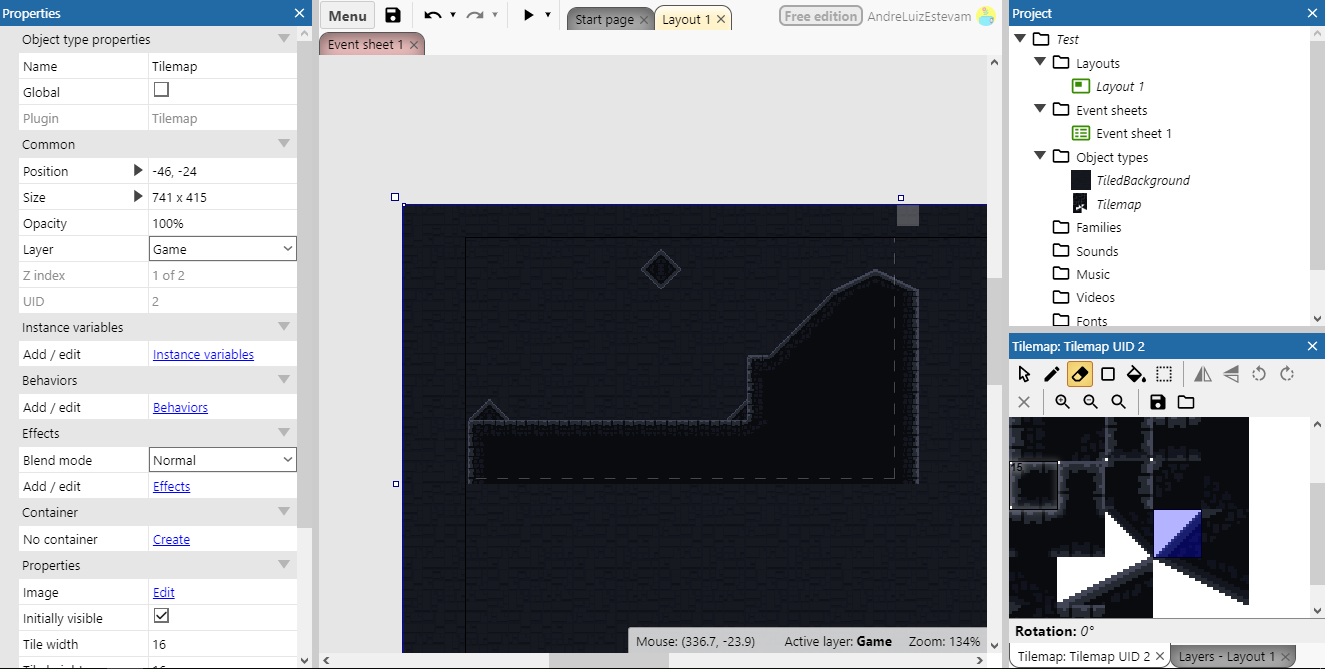 Properties
Object type properties
Name Tilemap
Global
Plugin Tilemap
Common
Position -46, -24
Size 741 x 415
Opacity 100%
Layer Game
Z index 1 of 2
UID 2
Instance variables
Add / edit Instance variables
Behaviors
Add / edit Behaviors
Effects
Blend mode Normal
Add / edit Effects
Container
No container Create
Properties
Image Edit
Initially visible
Tile width 16
Menu
Start page
Layout 1
Free edition AndreLuizEstevam
Event sheet 1
Mouse: (336.7, -23.9) Active layer: Game Zoom: 134%
Project
Test
Layouts
Layout 1
Event sheets
Event sheet 1
Object types
TiledBackground
Tilemap
Families
Sounds
Music
Videos
Fonts
Tilemap: Tilemap UID 2
15
Rotation: 0°
Tilemap: Tilemap UID 2
Layers - Layout 1